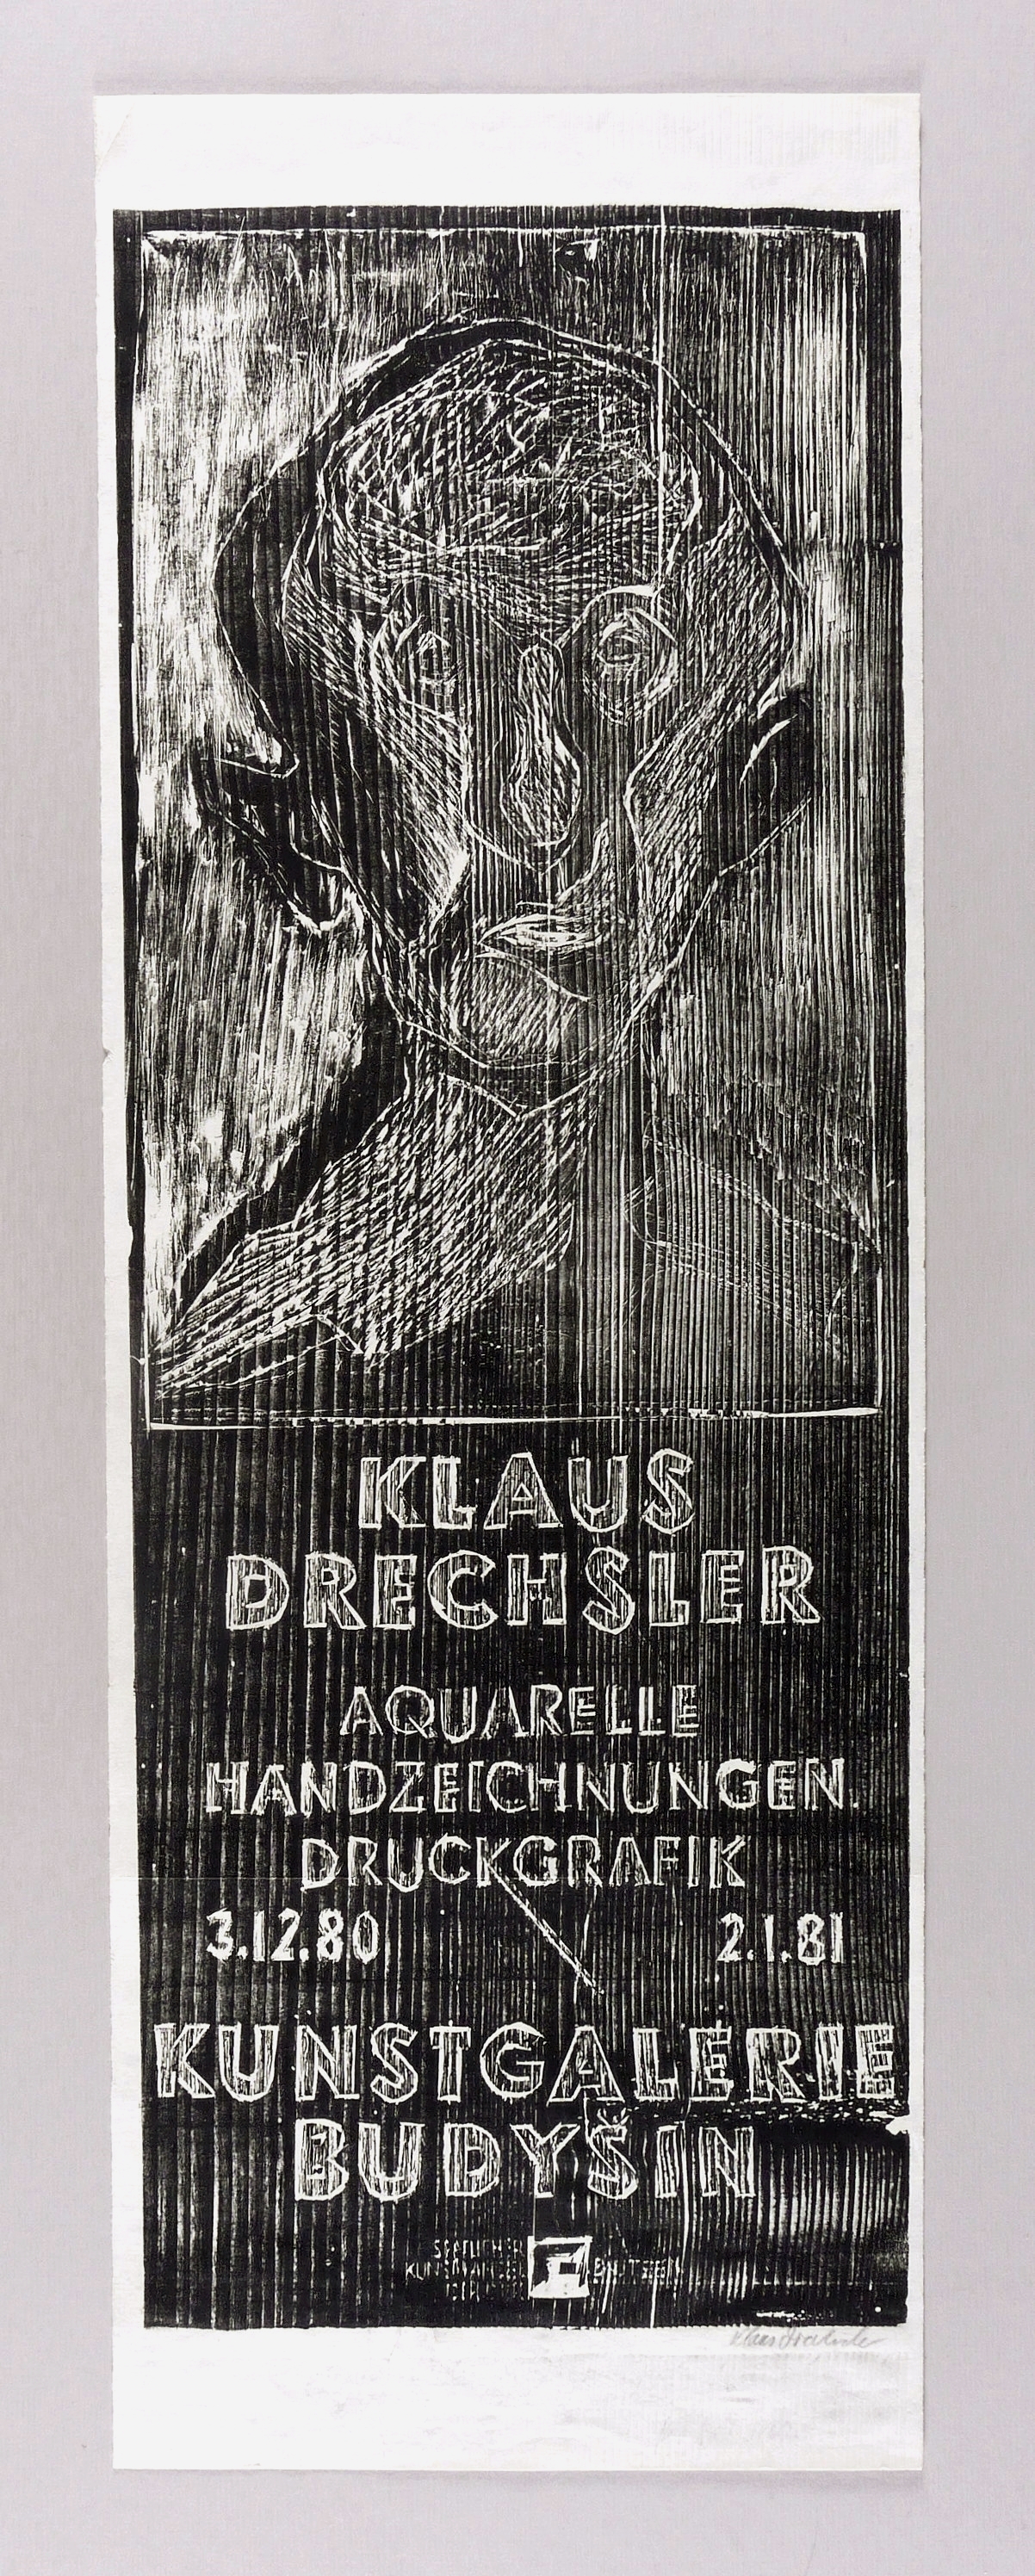 KLAUS
DRECHSLER
AQUARELLE
HANDZEICHNUNGEN.
DRUCKGRAFIK
3.12.80 2.1.81
KUNSTGALERIE
BUDYŠIN